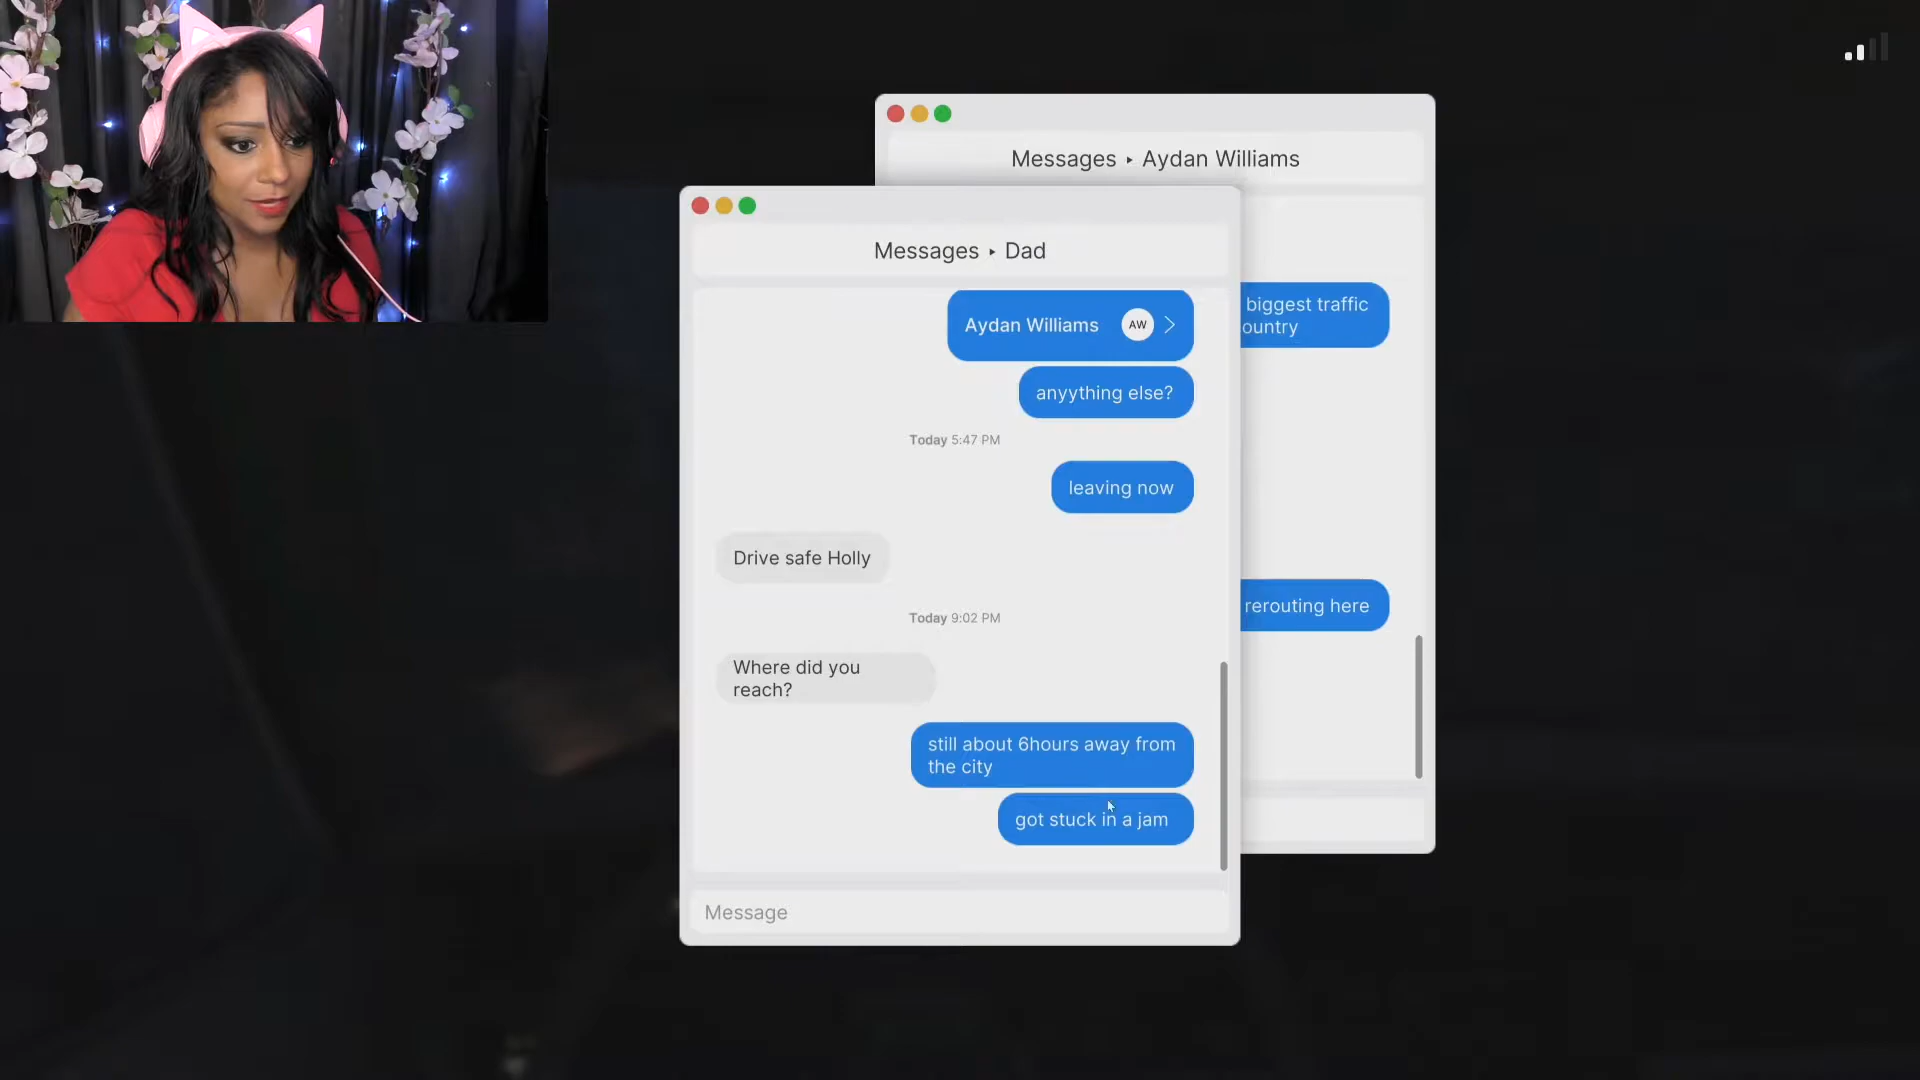 Messages ▸ Aydan Williams
biggest traffic
ountry
rerouting here
Messages ▸ Dad
Aydan Williams AW >
anyything else?
Today 5:47 PM
leaving now
Drive safe Holly
Today 9:02 PM
Where did you
reach?
still about 6hours away from
the city
got stuck in a jam
Message